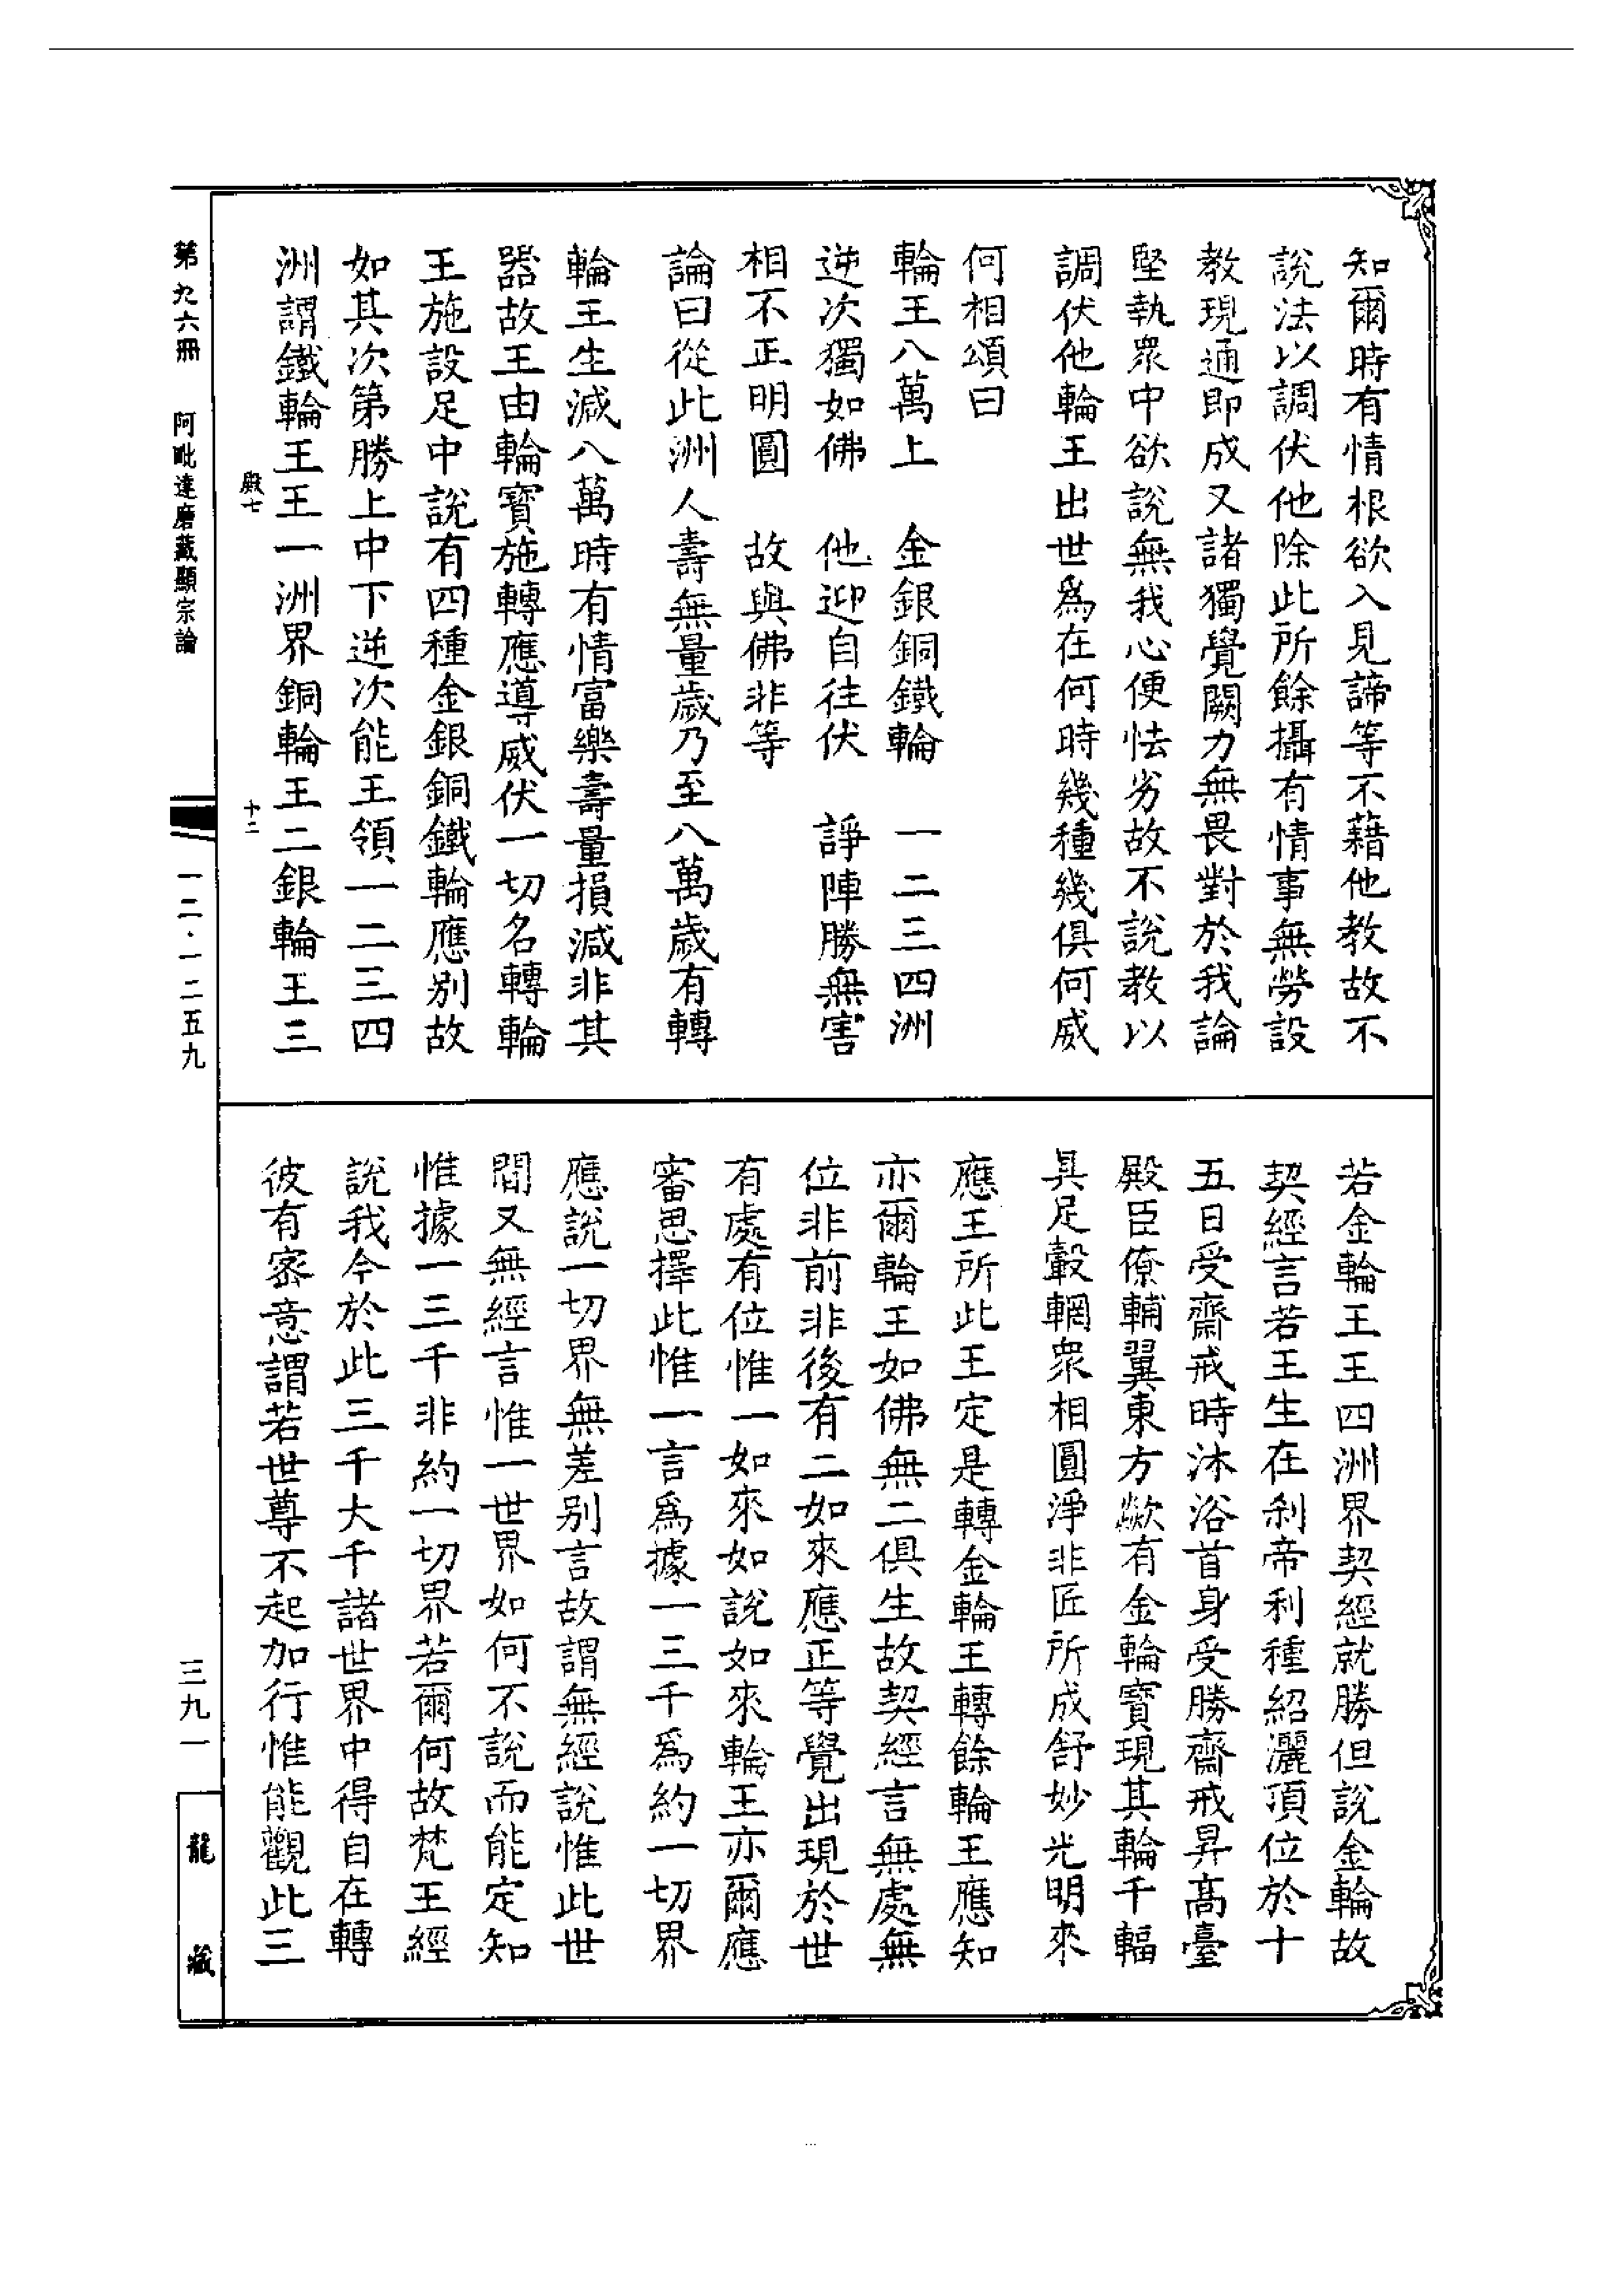 知爾時有情根欲入見諦等不藉他教故不
說法以調伏他除此所餘攝有情事無勞設
教現通即成又諸獨覺闕力無畏對於我論
堅執眾中欲說無我心便怯劣故不說教以
調伏他輪王出世為在何時幾種幾俱何威
何相頌曰
輪王八萬上　金銀銅鐵輪　一二三四洲
逆次獨如佛　他迎自往伏　諍陣勝無害
相不正明圓　故與佛非等
論曰從此洲人壽無量歲乃至八萬歲有轉
輪王生減八萬時有情富樂壽量損減非其
器故王由輪寶施轉應導威伏一切名轉輪
王施設足中說有四種金銀銅鐵輪應別故
如其次第勝上中下逆次能王領一二三四
洲謂鐵輪王王一洲界銅輪王二銀輪王三
殿七
十二
若金輪王王四洲界契經就勝但說金輪故
契經言若王生在剎帝利種紹灑頂位於十
五日受齋戒時沐浴首身受勝齋戒昇高臺
殿臣僚輔翼東方歘有金輪寶現其輪千輻
具足轂輞眾相圓淨非匠所成舒妙光明來
應王所此王定是轉金輪王轉餘輪王應知
亦爾輪王如佛無二俱生故契經言無處無
位非前非後有二如來應正等覺出現於世
有處有位惟一如來如說如來輪王亦爾應
審思擇此惟一言為據一三千為約一切界
應說一切界無差別言故謂無經說惟此世
間又無經言惟一世界如何不說而能定知
惟據一三千非約一切界若爾何故梵王經
說我今於此三千大千諸世界中得自在轉
彼有密意謂若世尊不起加行惟能觀此三
第九六冊　阿毗達磨藏顯宗論
一二·一二五九
三九一
龍藏
…